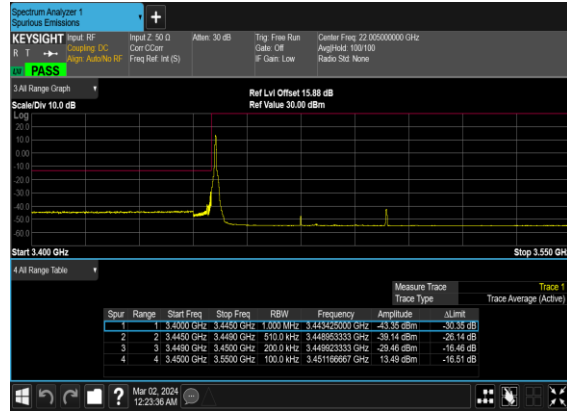 Spectrum Analyzer 1
Spurious Emissions
+
KEYSIGHT Input: RF Input Z: 50 Ω Atten: 30 dB Trig: Free Run Center Freq: 22.005000000 GHz
R T Coupling: DC Corr CCorr Gate: Off Avg|Hold: 100/100
Align: Auto/No RF Freq Ref: Int (S) IF Gain: Low Radio Std: None
PASS
3 All Range Graph
Ref Lvl Offset 15.88 dB
Scale/Div 10.0 dB Ref Value 30.00 dBm
Log
20.0
10.0
0.00
-10.0
-20.0
-30.0
-40.0
-50.0
-60.0
Start 3.400 GHz Stop 3.550 GH
4 All Range Table
Measure Trace Trace 1
Trace Type Trace Average (Active)
Spur Range Start Freq Stop Freq RBW Frequency Amplitude ΔLimit
1 1 3.4000 GHz 3.4450 GHz 1.000 MHz 3.443425000 GHz -43.35 dBm -30.35 dB
2 2 3.4450 GHz 3.4490 GHz 510.0 kHz 3.448953333 GHz -39.14 dBm -26.14 dB
3 3 3.4490 GHz 3.4500 GHz 200.0 kHz 3.449923333 GHz -29.46 dBm -16.46 dB
4 4 3.4500 GHz 3.5500 GHz 100.0 kHz 3.451166667 GHz 13.49 dBm -16.51 dB
? Mar 02, 2024
12:23:36 AM